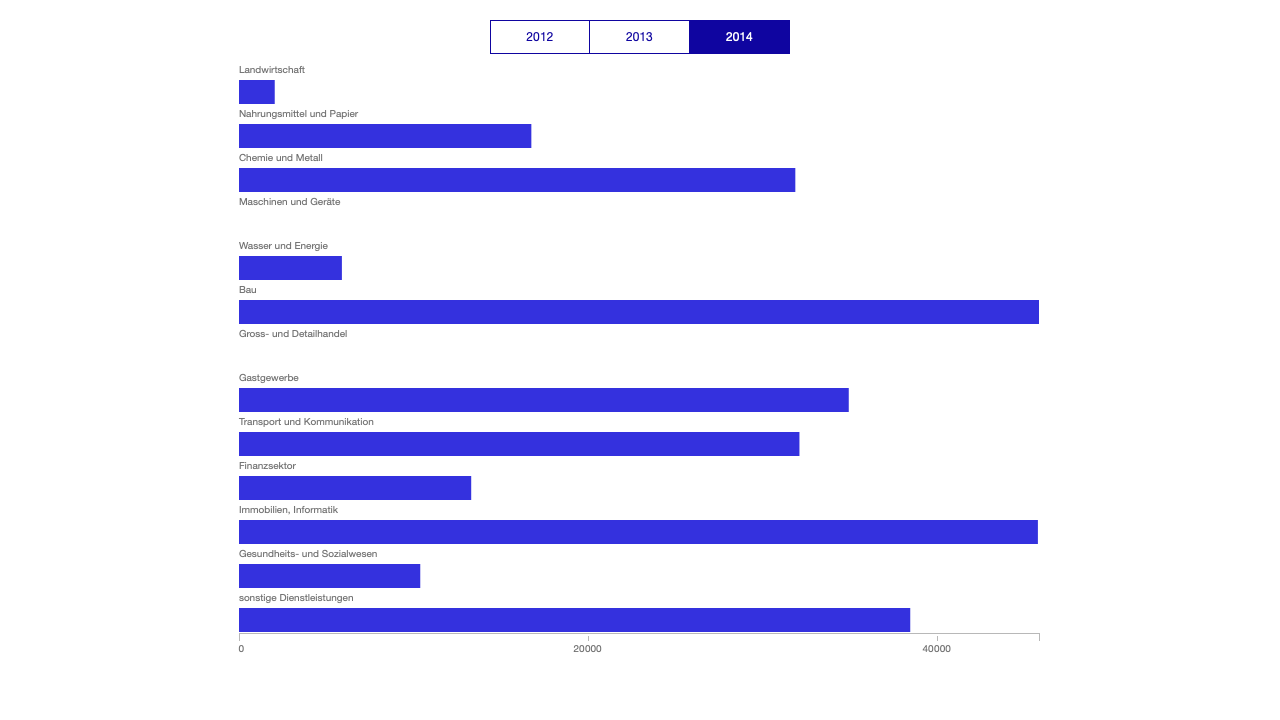 2012 2013 2014
Landwirtschaft
Nahrungsmittel und Papier
Chemie und Metall
Maschinen und Geräte
Wasser und Energie
Bau
Gross- und Detailhandel
Gastgewerbe
Transport und Kommunikation
Finanzsektor
Immobilien, Informatik
Gesundheits- und Sozialwesen
sonstige Dienstleistungen
0 20000 40000